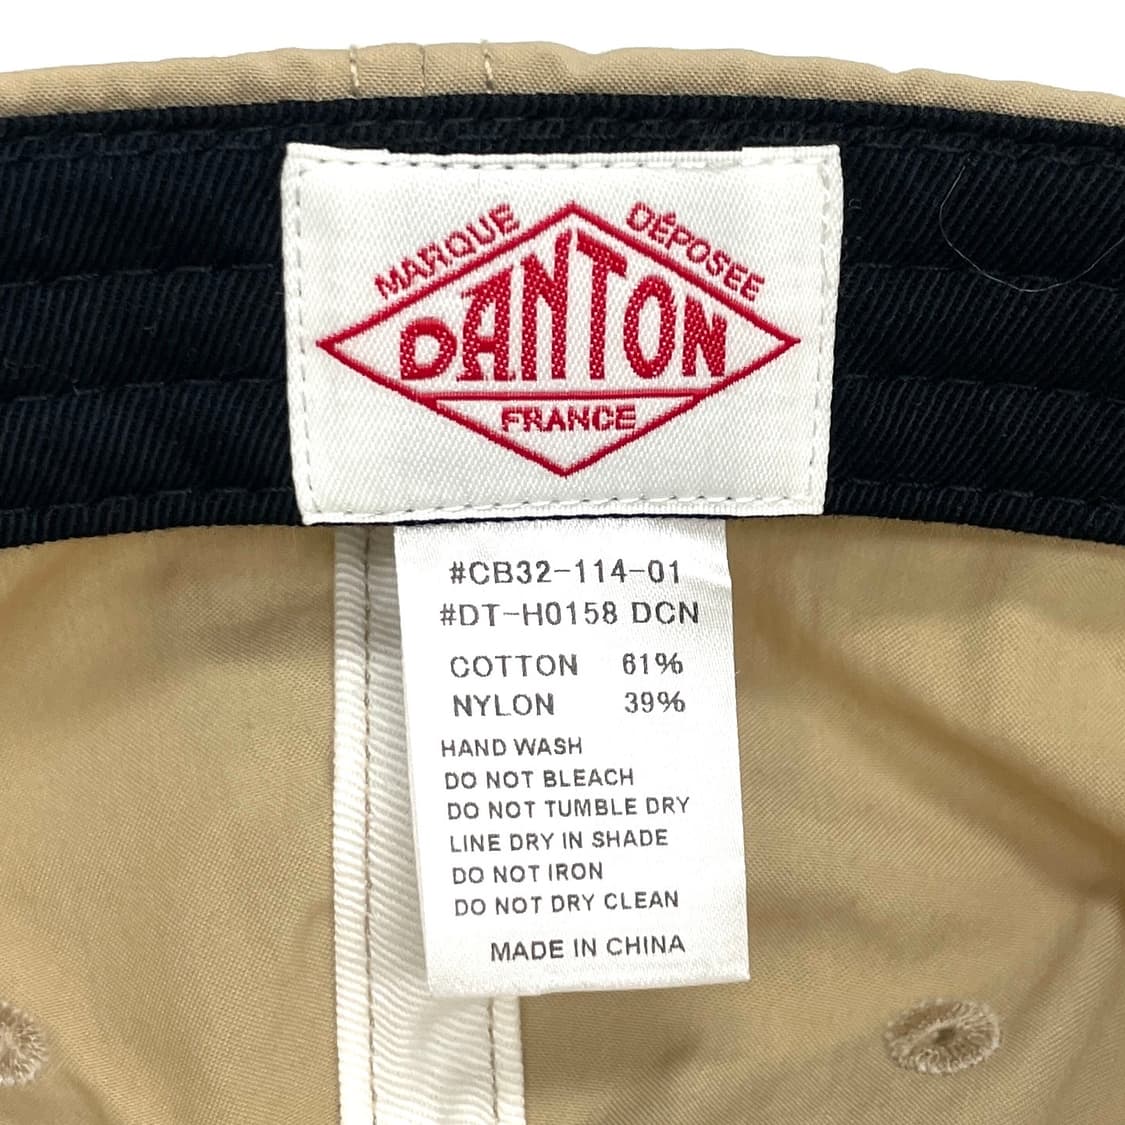 MARQUE DÉPOSEE
DANTON
FRANCE
#CB32-114-01
#DT-H0158 DCN
COTTON 61%
NYLON 39%
HAND WASH
DO NOT BLEACH
DO NOT TUMBLE DRY
LINE DRY IN SHADE
DO NOT IRON
DO NOT DRY CLEAN
MADE IN CHINA